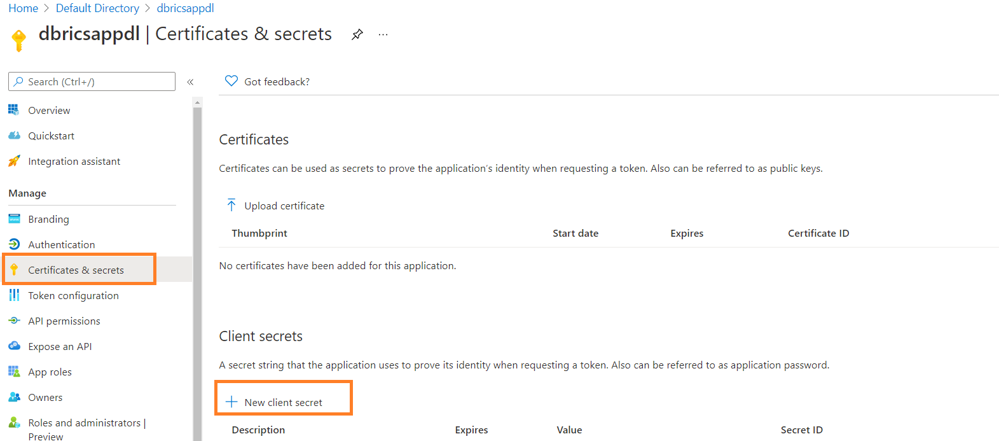 Home > Default Directory > dbricsappdl
dbricsappdl | Certificates & secrets ...
Search (Ctrl+/) «
Overview
Quickstart
Integration assistant
Manage
Branding
Authentication
Certificates & secrets
Token configuration
API permissions
Expose an API
App roles
Owners
Roles and administrators |
Preview
Got feedback?
Certificates
Certificates can be used as secrets to prove the application's identity when requesting a token. Also can be referred to as public keys.
Upload certificate
Thumbprint Start date Expires Certificate ID
No certificates have been added for this application.
Client secrets
A secret string that the application uses to prove its identity when requesting a token. Also can be referred to as application password.
New client secret
Description Expires Value Secret ID